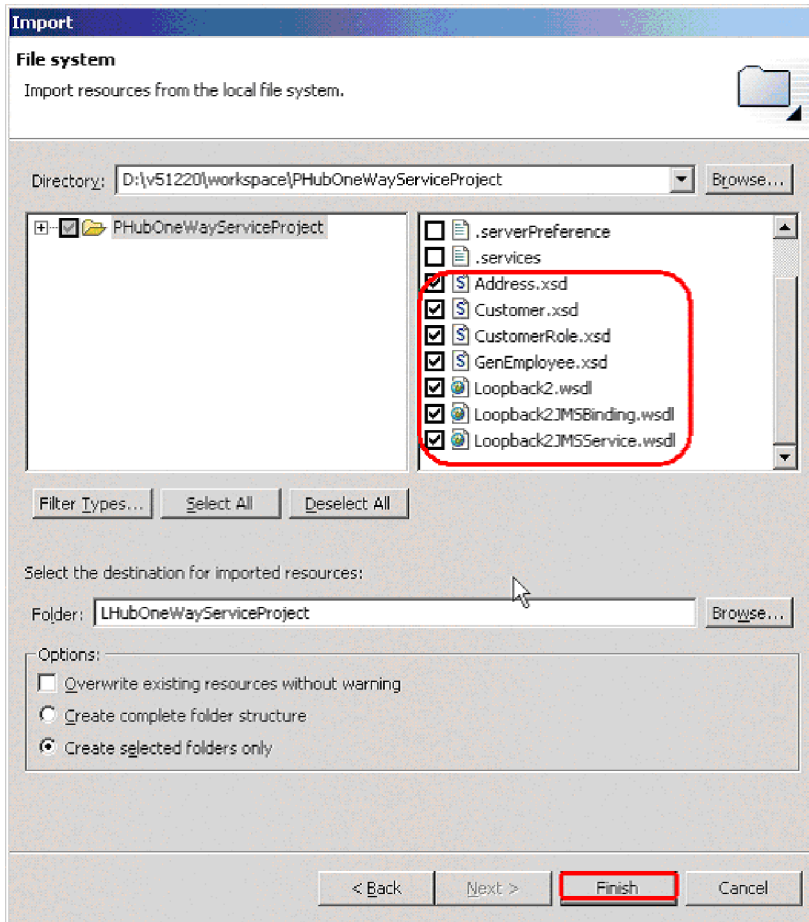 Import
File system
Import resources from the local file system.
Directory: D:\v51220\workspace\PHubOneWayServiceProject Browse...
PHubOneWayServiceProject
.serverPreference
.services
Address.xsd
Customer.xsd
CustomerRole.xsd
GenEmployee.xsd
Loopback2.wsdl
Loopback2JMSBinding.wsdl
Loopback2JMSService.wsdl
Filter Types... Select All Deselect All
Select the destination for imported resources:
Folder: LHubOneWayServiceProject Browse...
Options:
Overwrite existing resources without warning
Create complete folder structure
Create selected folders only
< Back Next > Finish Cancel